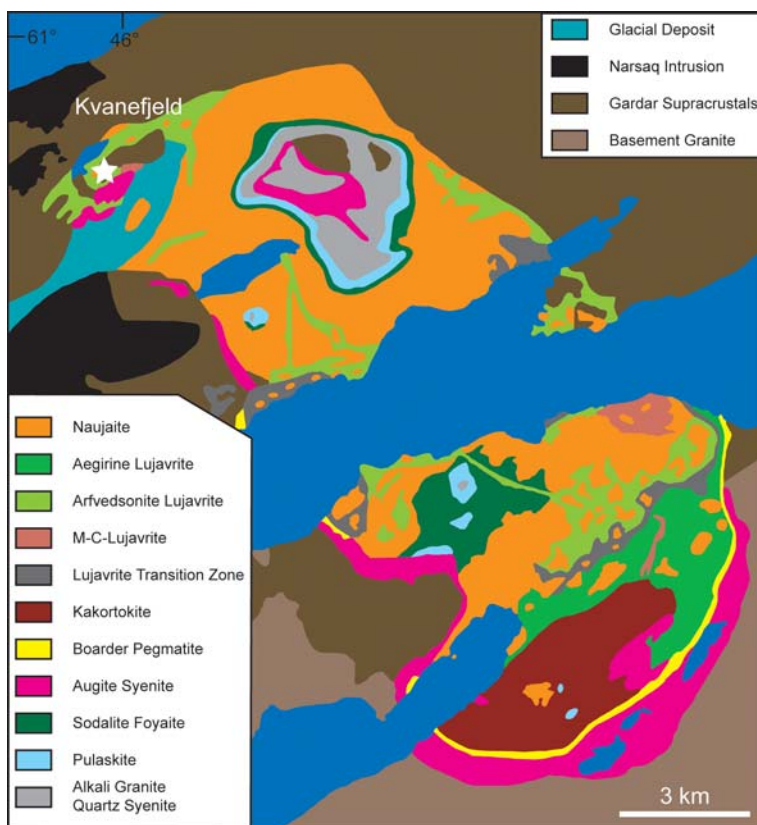 61°
46°
Kvanefjeld
Glacial Deposit
Narsaq Intrusion
Gardar Supracrustals
Basement Granite
Naujaite
Aegirine Lujavrite
Arfvedsonite Lujavrite
M-C-Lujavrite
Lujavrite Transition Zone
Kakortokite
Boarder Pegmatite
Augite Syenite
Sodalite Foyaite
Pulaskite
Alkali Granite
Quartz Syenite
3 km